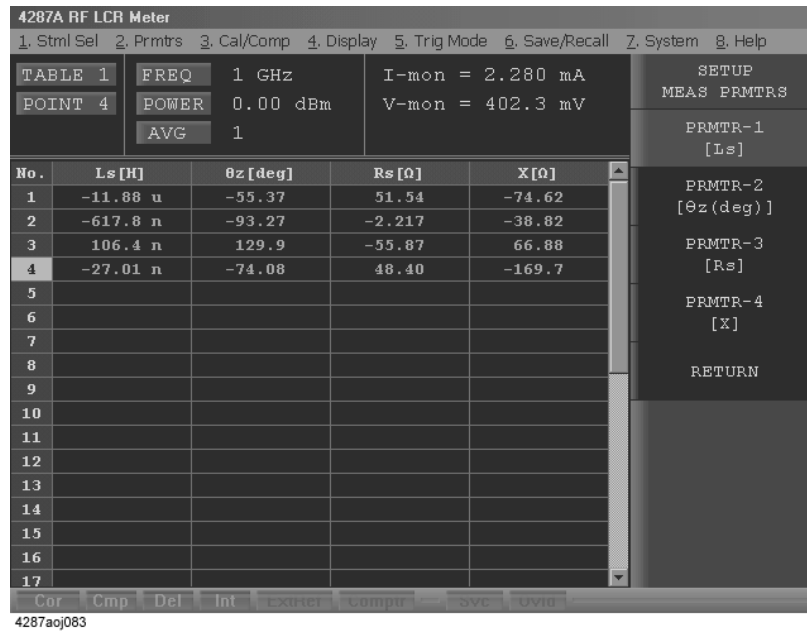 4287A RF LCR Meter
1. Stml Sel 2. Prmtrs 3. Cal/Comp 4. Display 5. Trig Mode 6. Save/Recall 7. System 8. Help
TABLE 1 FREQ 1 GHz I-mon = 2.280 mA
POINT 4 POWER 0.00 dBm V-mon = 402.3 mV
AVG 1
No. Ls[H] θz[deg] Rs[Ω] X[Ω]
1 -11.88 u -55.37 51.54 -74.62
2 -617.8 n -93.27 -2.217 -38.82
3 106.4 n 129.9 -55.87 66.88
4 -27.01 n -74.08 48.40 -169.7
5
6
7
8
9
10
11
12
13
14
15
16
17
SETUP
MEAS PRMTRS
PRMTR-1
[Ls]
PRMTR-2
[θz(deg)]
PRMTR-3
[Rs]
PRMTR-4
[X]
RETURN
Cor Cmp Del Int ExtRef Comptr Svc Ovld
4287aoj083